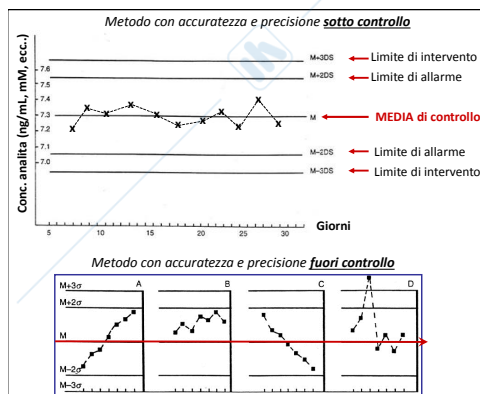 Metodo con accuratezza e precisione sotto controllo
Conc. analita (ng/mL, mM, ecc..)
M+3DS Limite di intervento
7.6
M+2DS Limite di allarme
7.5
7.4
7.3 M MEDIA di controllo
7.2
7.1
M-2DS Limite di allarme
7.0
M-3DS Limite di intervento
5 10 15 20 25 30 Giorni
Metodo con accuratezza e precisione fuori controllo
M+3σ A B C D
M+2σ
M
M-2σ
M-3σ